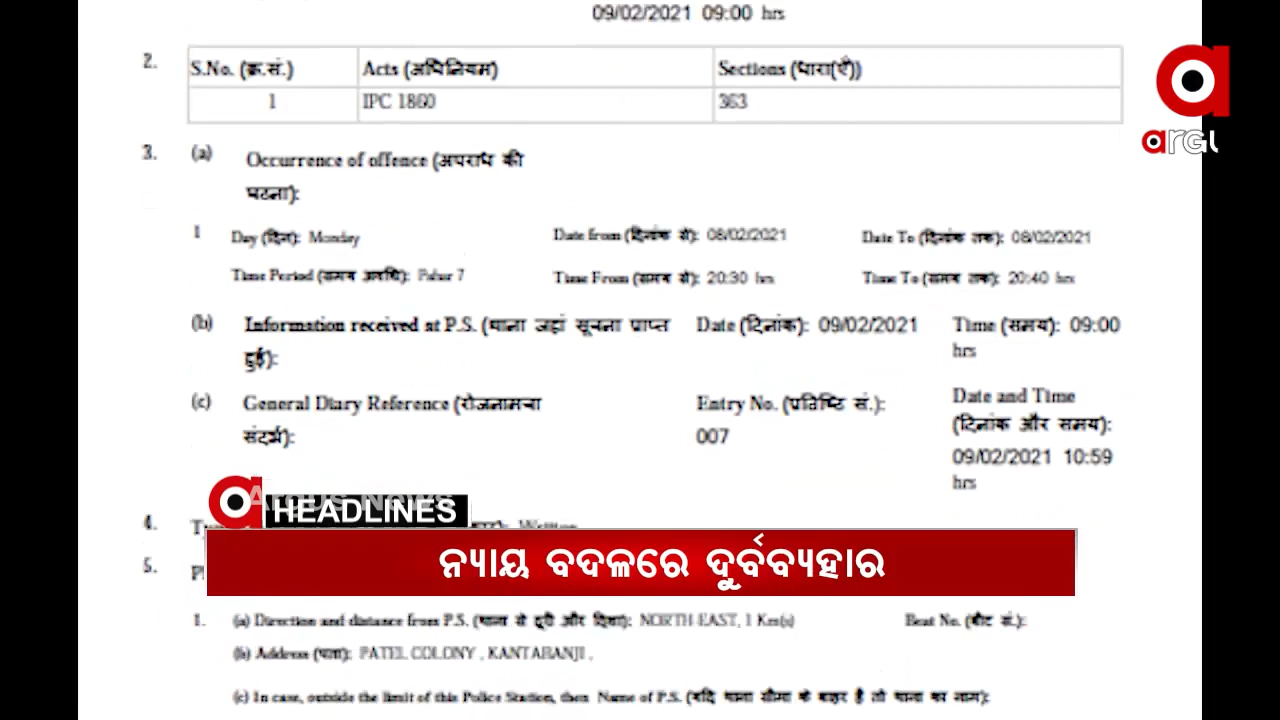 09/02/2021 09:00 hrs
2. S.No. (क्र.सं.) Acts (अधिनियम) Sections (धारा(एँ))
1 IPC 1860 363
3. (a) Occurrence of offence (अपराध की
घटना):
1 Day (दिन): Monday Date from (दिनांक से): 08/02/2021 Date To (दिनांक तक): 08/02/2021
Time Period (समय अवधि): Pahar 7 Time From (समय से): 20:30 hrs Time To (समय तक): 20:40 hrs
(b) Information received at P.S. (थाना जहां सूचना प्राप्त Date (दिनांक): 09/02/2021 Time (समय): 09:00
हुई): hrs
(c) General Diary Reference (रोजनामचा Entry No. (प्रविष्टि सं.): Date and Time
संदर्भ): 007 (दिनांक और समय):
09/02/2021 10:59
hrs
ARGUS NEWS
HEADLINES
4. Written
ନ୍ୟାୟ ବଦଳରେ ଦୁର୍ବବ୍ୟହାର
5.
1. (a) Direction and distance from P.S. (थाना से दूरी और दिशा): NORTH-EAST, 1 Km(s) Beat No. (बीट सं.):
(b) Address (पता): PATEL COLONY , KANTABANJI ,
(c) In case, outside the limit of this Police Station, then Name of P.S. (यदि थाना सीमा के बाहर है तो थाना का नाम):
arGU